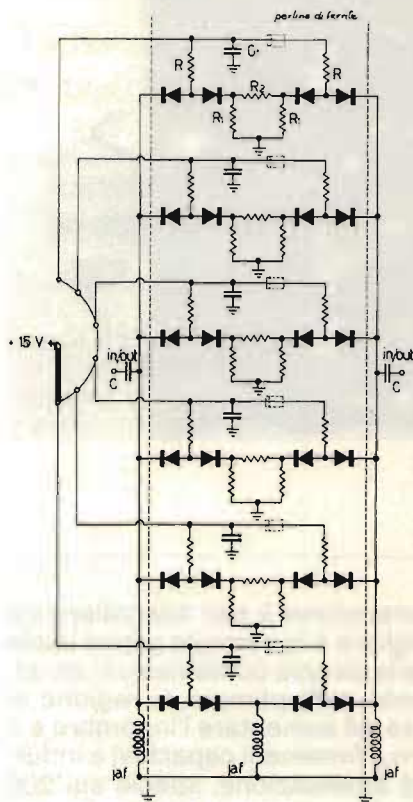 perline di ferrite
R
R
R₂
R₁
R₁
+ 15 V
in/out
C
in/out
C
jaf
jaf
jaf